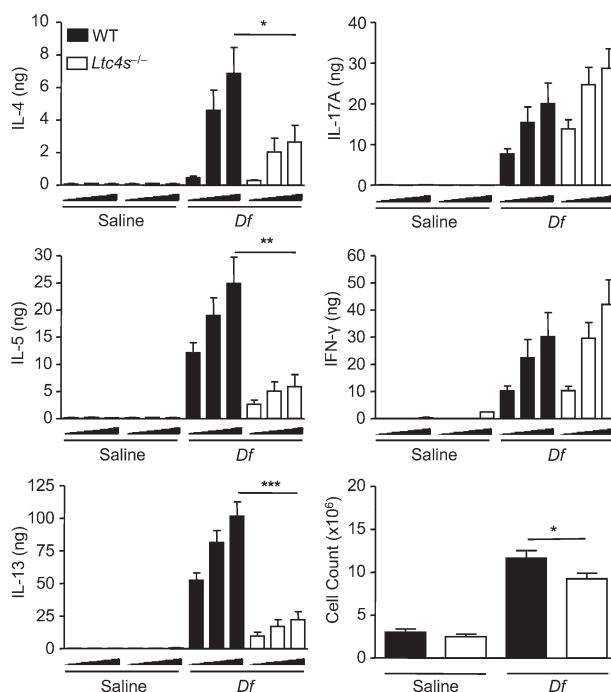 WT
Ltc4s–/–
IL-4 (ng)
10
8
6
4
2
0
*
Saline
Df
IL-17A (ng)
40
30
20
10
0
Saline
Df
IL-5 (ng)
30
25
20
15
10
5
0
**
Saline
Df
IFN-γ (ng)
60
50
40
30
20
10
0
Saline
Df
IL-13 (ng)
125
100
75
50
25
0
***
Saline
Df
Cell Count (x10⁶)
20
15
10
5
0
*
Saline
Df